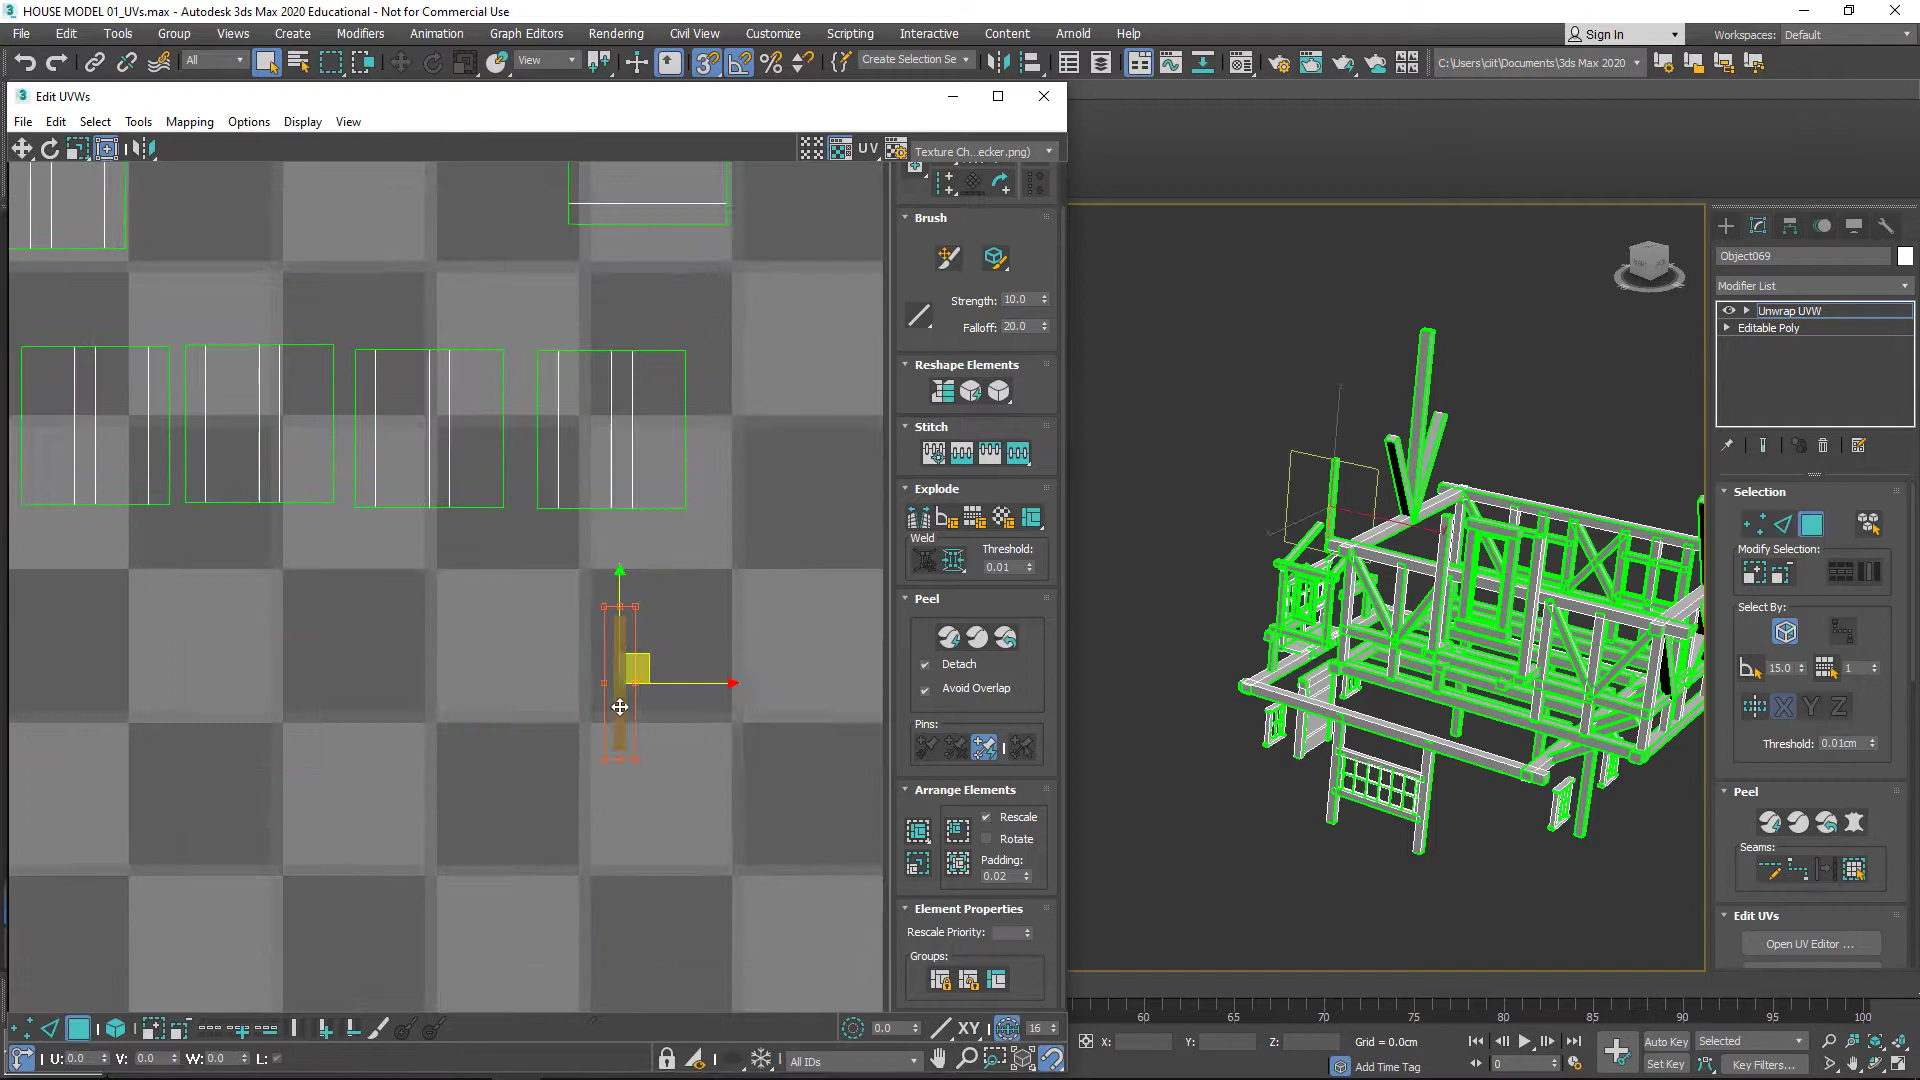 HOUSE MODEL 01_UVs.max - Autodesk 3ds Max 2020 Educational - Not for Commercial Use
File Edit Tools Group Views Create Modifiers Animation Graph Editors Rendering Civil View Customize Scripting Interactive Content Arnold Help
Sign In
Workspaces: Default
All
View
Create Selection Se
C:\Users\ciit\Documents\3ds Max 2020
3 Edit UVWs
File Edit Select Tools Mapping Options Display View
UV
Texture Ch...ecker.png)
Brush
Strength: 10.0
Falloff: 20.0
Reshape Elements
Stitch
Explode
Weld
Threshold:
0.01
Peel
Detach
Avoid Overlap
Pins:
Arrange Elements
Rescale
Rotate
Padding:
0.02
Element Properties
Rescale Priority:
Groups:
0.0
XY
16
U: 0.0 V: 0.0 W: 0.0 L:
All IDs
Object069
Modifier List
Unwrap UVW
Editable Poly
Selection
Modify Selection:
Select By:
15.0
1
X Y Z
Threshold: 0.01cm
Peel
Seams:
Edit UVs
Open UV Editor ...
60 65 70 75 80 85 90 95 100
X: Y: Z: Grid = 0.0cm
Add Time Tag
0
Auto Key Selected
Set Key Key Filters...